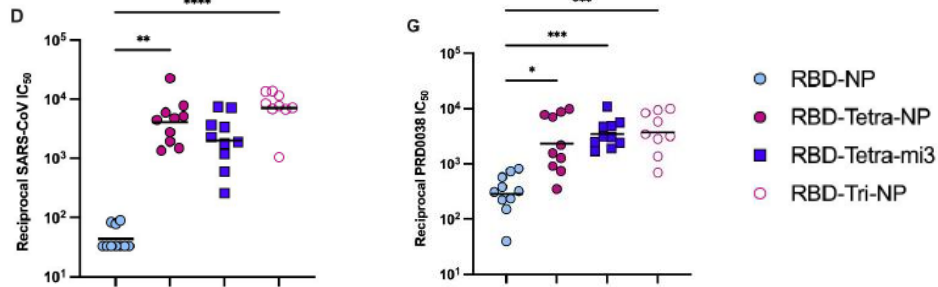 D
****
**
Reciprocal SARS-CoV IC50
10^5
10^4
10^3
10^2
10^1
G
***
***
*
Reciprocal PRD0038 IC50
10^5
10^4
10^3
10^2
10^1
RBD-NP
RBD-Tetra-NP
RBD-Tetra-mi3
RBD-Tri-NP